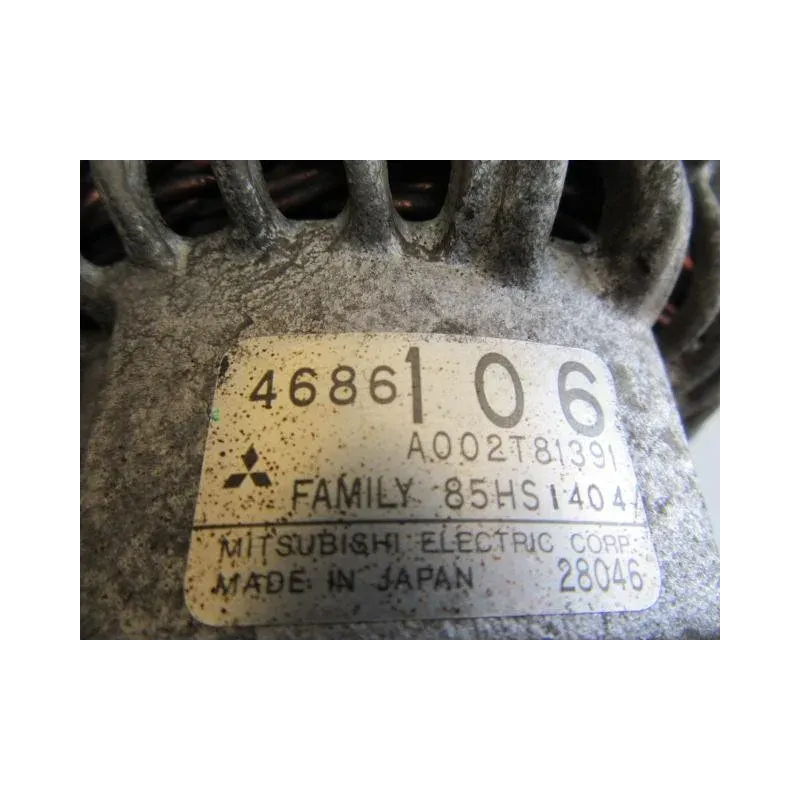 4686106
A002T81391
FAMILY 85HS1404
MITSUBISHI ELECTRIC CORP.
MADE IN JAPAN 28046